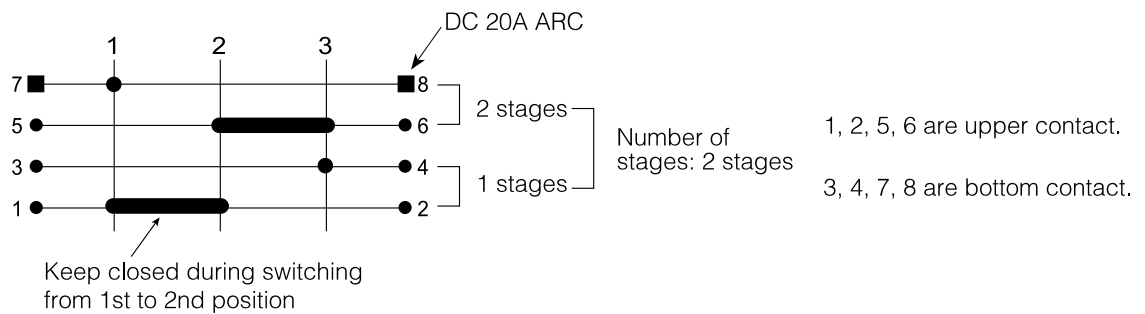 DC 20A ARC
1 2 3
7 8
5 6
3 4
1 2
2 stages
1 stages
Number of
stages: 2 stages
1, 2, 5, 6 are upper contact.
3, 4, 7, 8 are bottom contact.
Keep closed during switching
from 1st to 2nd position